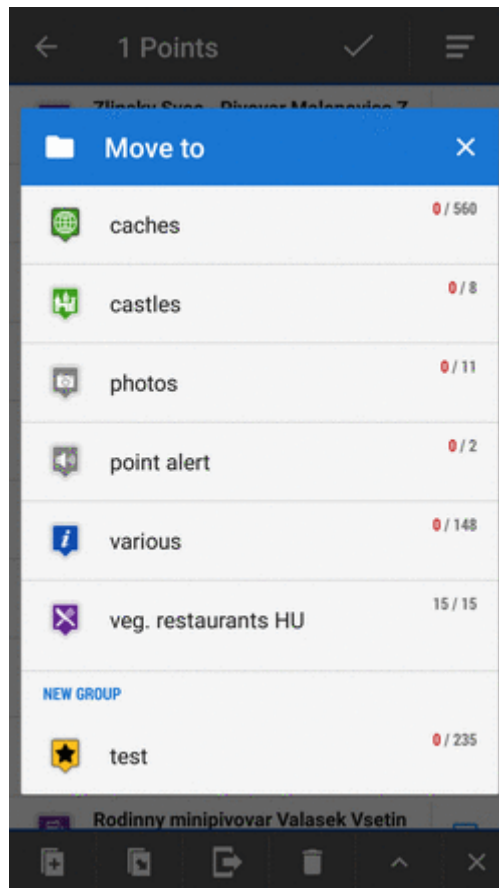 1 Points
Move to
caches
0 / 560
castles
0 / 8
photos
0 / 11
point alert
0 / 2
various
0 / 148
veg. restaurants HU
15 / 15
NEW GROUP
test
0 / 235
Rodinny minipivovar Valasek Vsetin